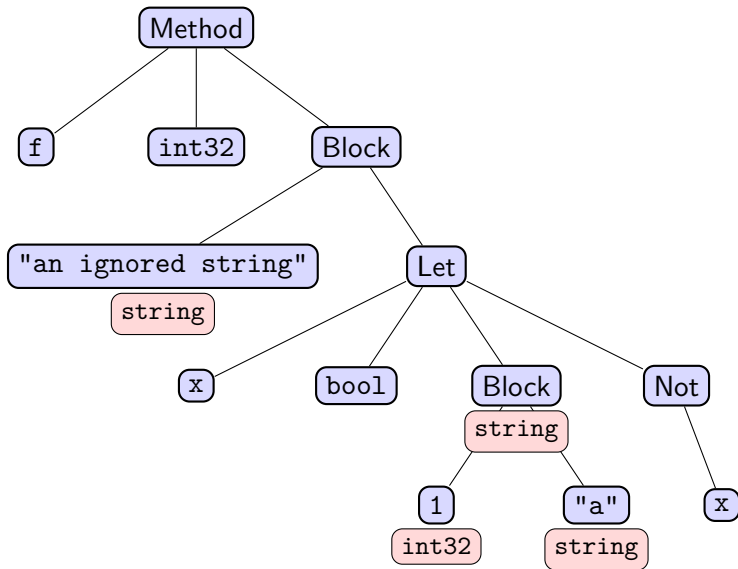 Method
f
int32
Block
"an ignored string"
string
Let
x
bool
Block
string
Not
1
int32
"a"
string
x